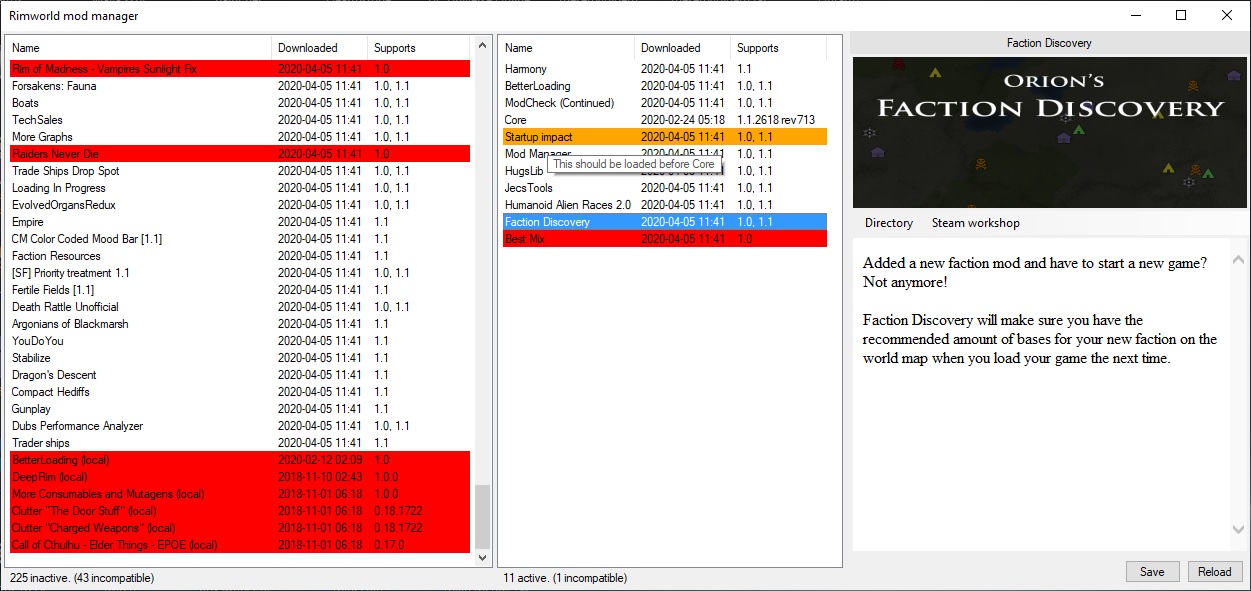 Rimworld mod manager
Name Downloaded Supports
Rim of Madness - Vampires Sunlight Fix 2020-04-05 11:41 1.0
Forsakens: Fauna 2020-04-05 11:41 1.0, 1.1
Boats 2020-04-05 11:41 1.0, 1.1
TechSales 2020-04-05 11:41 1.0, 1.1
More Graphs 2020-04-05 11:41 1.0, 1.1
Raiders Never Die 2020-04-05 11:41 1.0
Trade Ships Drop Spot 2020-04-05 11:41 1.0, 1.1
Loading In Progress 2020-04-05 11:41 1.0, 1.1
EvolvedOrgansRedux 2020-04-05 11:41 1.0, 1.1
Empire 2020-04-05 11:41 1.1
CM Color Coded Mood Bar [1.1] 2020-04-05 11:41 1.1
Faction Resources 2020-04-05 11:41 1.1
[SF] Priority treatment 1.1 2020-04-05 11:41 1.0, 1.1
Fertile Fields [1.1] 2020-04-05 11:41 1.1
Death Rattle Unofficial 2020-04-05 11:41 1.0, 1.1
Argonians of Blackmarsh 2020-04-05 11:41 1.1
YouDoYou 2020-04-05 11:41 1.1
Stabilize 2020-04-05 11:41 1.1
Dragon's Descent 2020-04-05 11:41 1.1
Compact Hediffs 2020-04-05 11:41 1.1
Gunplay 2020-04-05 11:41 1.1
Dubs Performance Analyzer 2020-04-05 11:41 1.0, 1.1
Trader ships 2020-04-05 11:41 1.1
BetterLoading (local) 2020-02-12 02:09 1.0
DeepRim (local) 2018-11-10 02:43 1.0.0
More Consumables and Mutagens (local) 2018-11-01 06:18 1.0.0
Clutter "The Door Stuff" (local) 2018-11-01 06:18 0.18.1722
Clutter "Charged Weapons" (local) 2018-11-01 06:18 0.18.1722
Call of Cthulhu - Elder Things - EPOE (local) 2018-11-01 06:18 0.17.0
225 inactive. (43 incompatible)
Name Downloaded Supports
Harmony 2020-04-05 11:41 1.1
BetterLoading 2020-04-05 11:41 1.0, 1.1
ModCheck (Continued) 2020-04-05 11:41 1.0, 1.1
Core 2020-02-24 05:18 1.1.2618 rev713
Startup impact 2020-04-05 11:41 1.0, 1.1
Mod Manager 2020-04-05 11:41 1.0, 1.1
This should be loaded before Core
HugsLib 1.0, 1.1
JecsTools 2020-04-05 11:41 1.0, 1.1
Humanoid Alien Races 2.0 2020-04-05 11:41 1.0, 1.1
Faction Discovery 2020-04-05 11:41 1.0, 1.1
Best Mix 2020-04-05 11:41 1.0
11 active. (1 incompatible)
Faction Discovery
ORION'S
FACTION DISCOVERY
Directory Steam workshop
Added a new faction mod and have to start a new game?
Not anymore!
Faction Discovery will make sure you have the
recommended amount of bases for your new faction on the
world map when you load your game the next time.
Save Reload